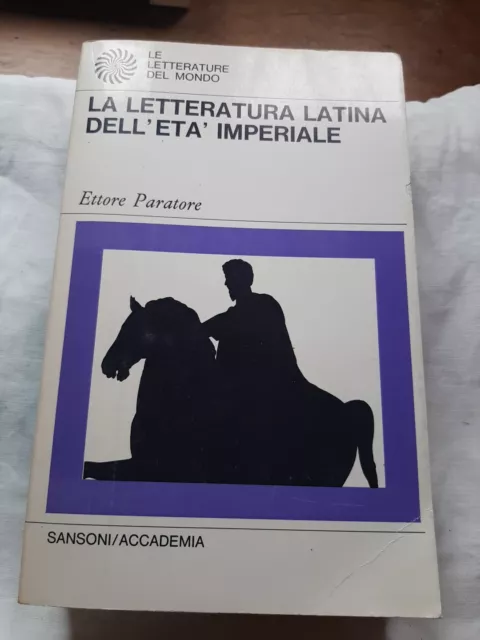 LE
LETTERATURE
DEL MONDO
LA LETTERATURA LATINA
DELL'ETA' IMPERIALE
Ettore Paratore
SANSONI/ACCADEMIA